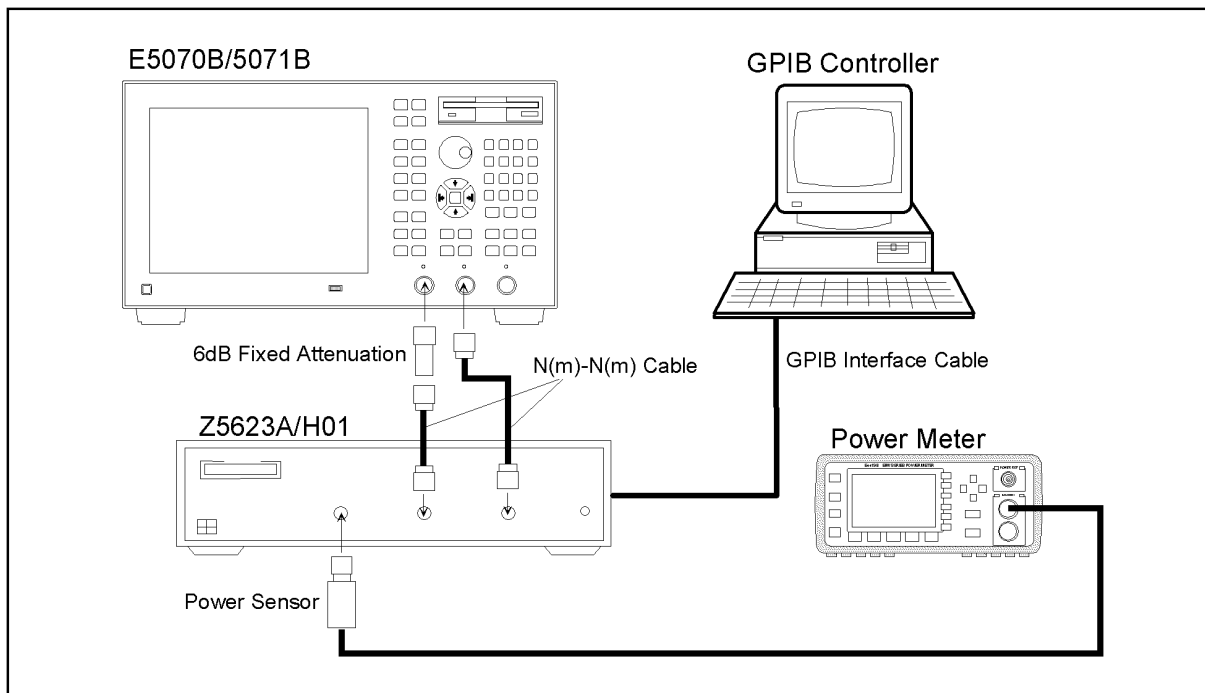 E5070B/5071B
GPIB Controller
6dB Fixed Attenuation
N(m)-N(m) Cable
GPIB Interface Cable
Z5623A/H01
Power Meter
Power Sensor